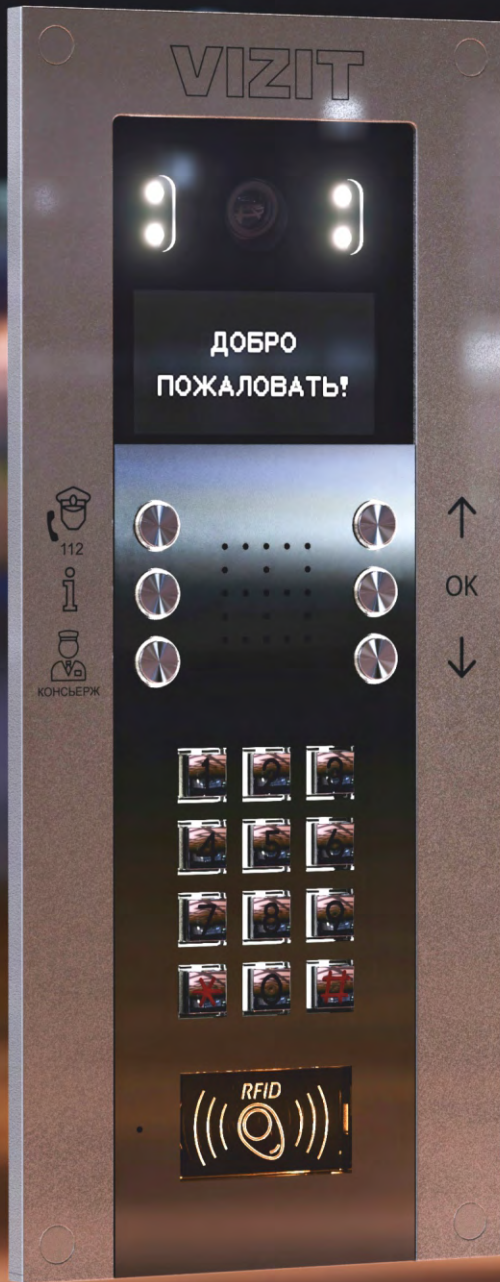 VIZIT
ДОБРО
ПОЖАЛОВАТЬ!
112
OK
КОНСЬЕРЖ
1 2 3
4 5 6
7 8 9
* 0 #
RFID